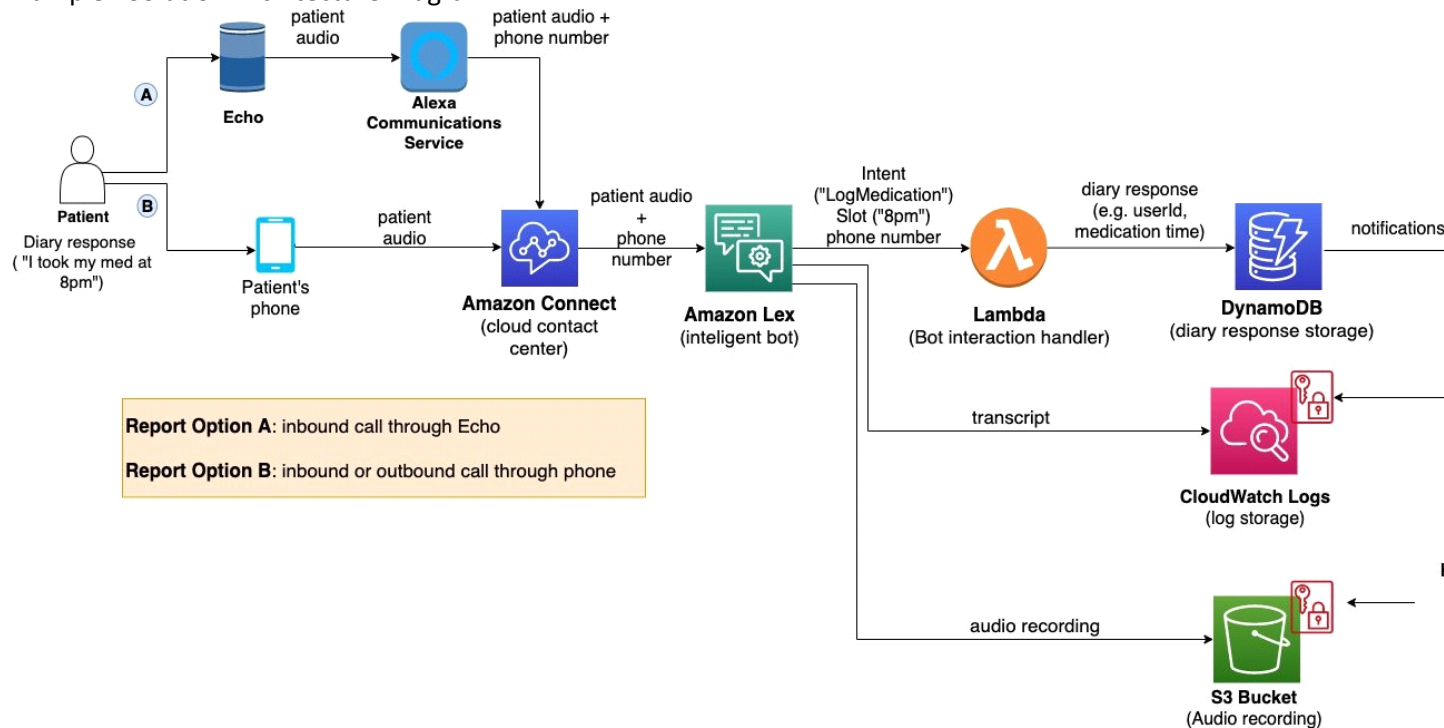 patient
audio
patient audio +
phone number
A
Echo
Alexa
Communications
Service
B
Patient
Diary response
( "I took my med at
8pm")
Patient's
phone
patient
audio
Amazon Connect
(cloud contact
center)
patient audio
+
phone
number
Amazon Lex
(inteligent bot)
Intent
("LogMedication")
Slot ("8pm")
phone number
Lambda
(Bot interaction handler)
diary response
(e.g. userId,
medication time)
DynamoDB
(diary response storage)
notifications
Report Option A: inbound call through Echo
Report Option B: inbound or outbound call through phone
transcript
CloudWatch Logs
(log storage)
audio recording
S3 Bucket
(Audio recording)